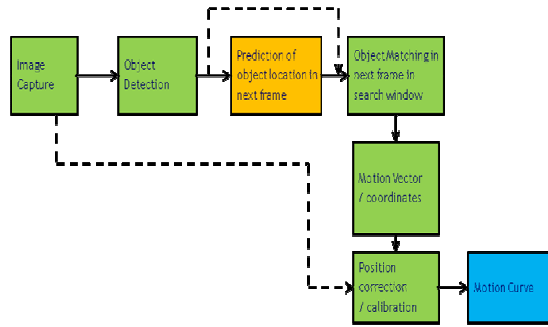 Image
Capture
Object
Detection
Prediction of
object location in
next frame
Object Matching in
next frame in
search window
Motion Vector
/ coordinates
Position
correction
/ calibration
Motion Curve